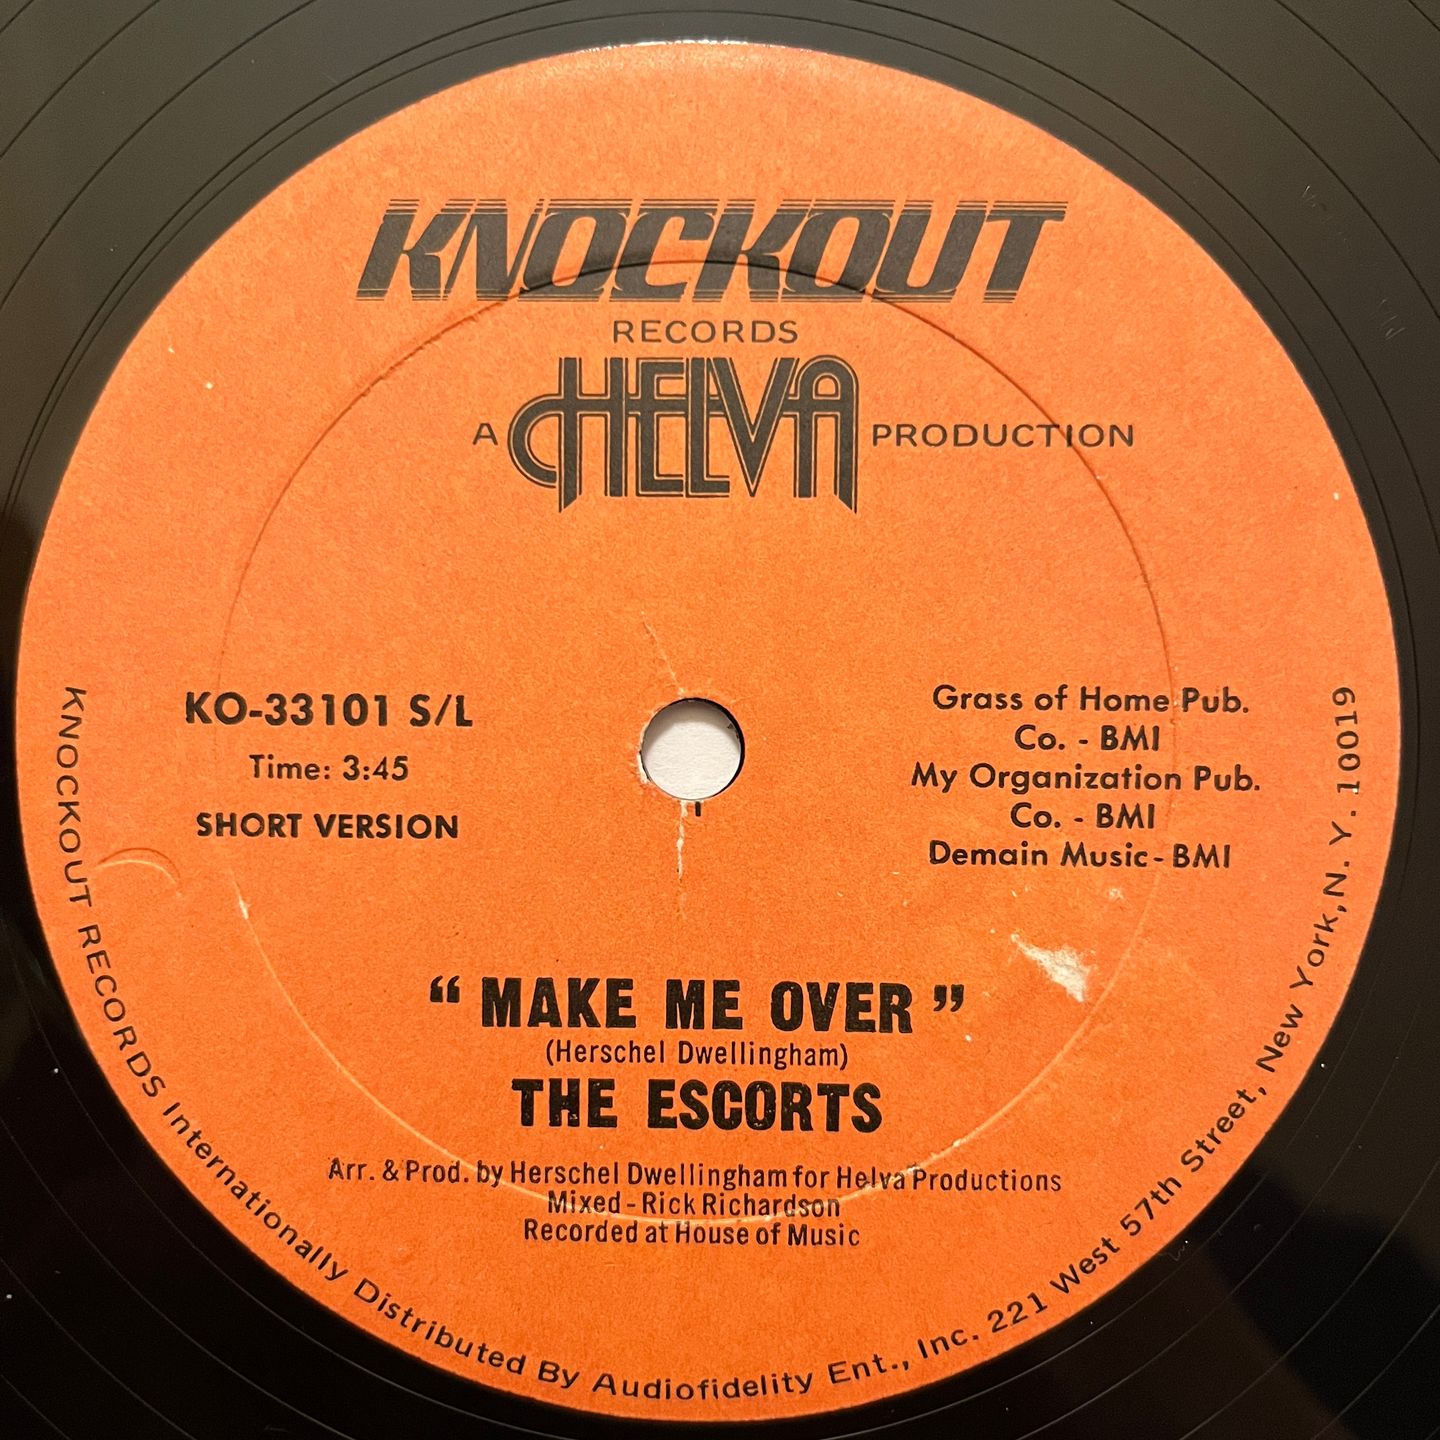 KNOCKOUT
RECORDS
A HELVA PRODUCTION
KO-33101 S/L
Time: 3:45
SHORT VERSION
Grass of Home Pub.
Co. - BMI
My Organization Pub.
Co. - BMI
Demain Music - BMI
" MAKE ME OVER "
(Herschel Dwellingham)
THE ESCORTS
Arr. & Prod. by Herschel Dwellingham for Helva Productions
Mixed - Rick Richardson
Recorded at House of Music
KNOCKOUT RECORDS Internationally Distributed By Audiofidelity Ent., Inc. 221 West 57th Street, New York, N. Y. 10019